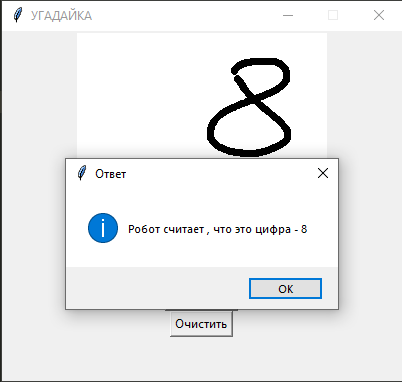 УГАДАЙКА
8
Ответ
Робот считает , что это цифра - 8
OK
Очистить